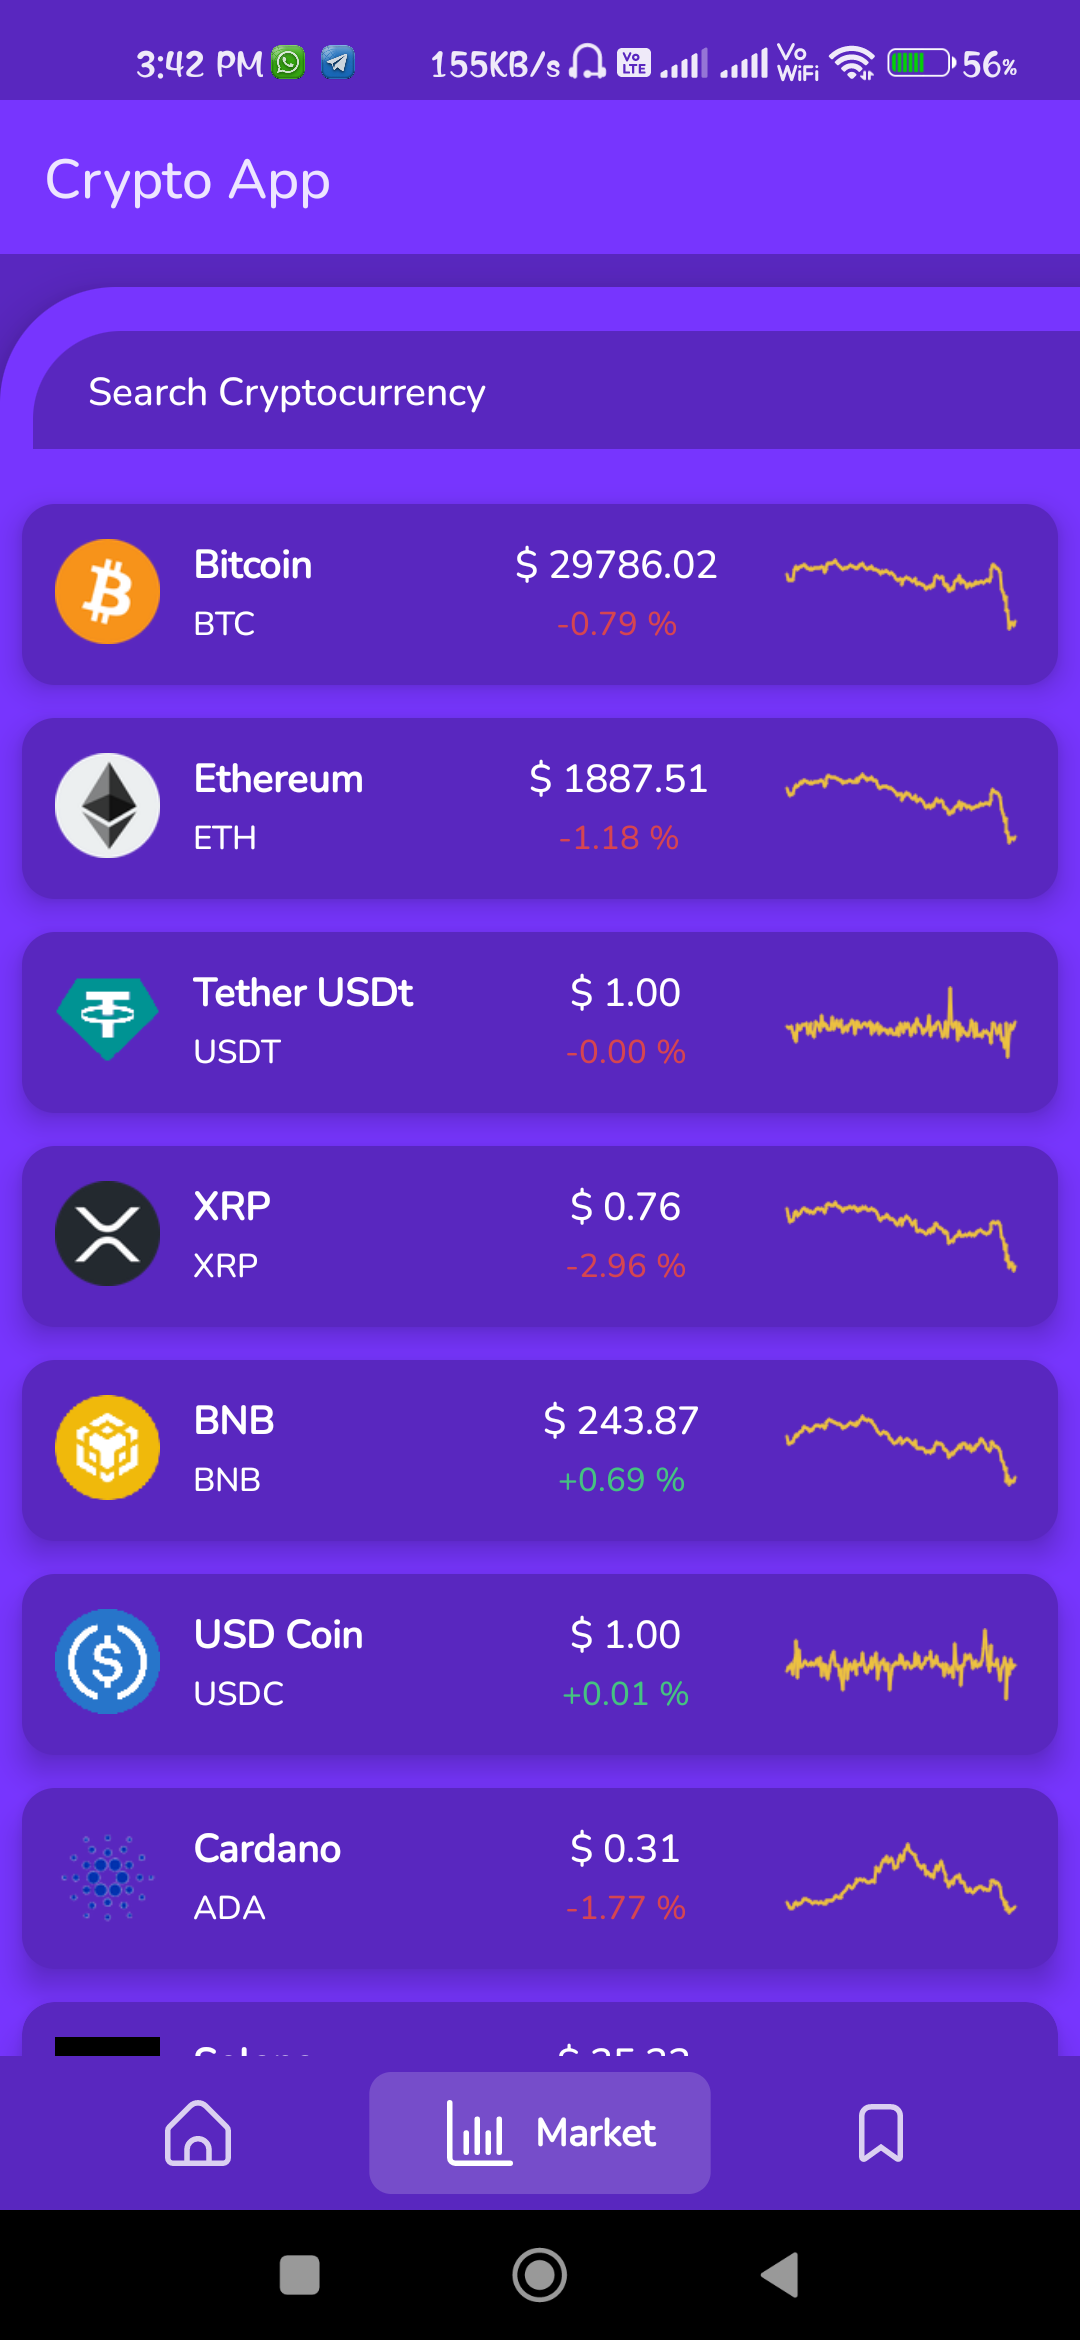 3:42 PM 155KB/s Vo LTE Vo WiFi 56%
Crypto App
Search Cryptocurrency
Bitcoin $ 29786.02
BTC -0.79 %
Ethereum $ 1887.51
ETH -1.18 %
Tether USDt $ 1.00
USDT -0.00 %
XRP $ 0.76
XRP -2.96 %
BNB $ 243.87
BNB +0.69 %
USD Coin $ 1.00
USDC +0.01 %
Cardano $ 0.31
ADA -1.77 %
Market